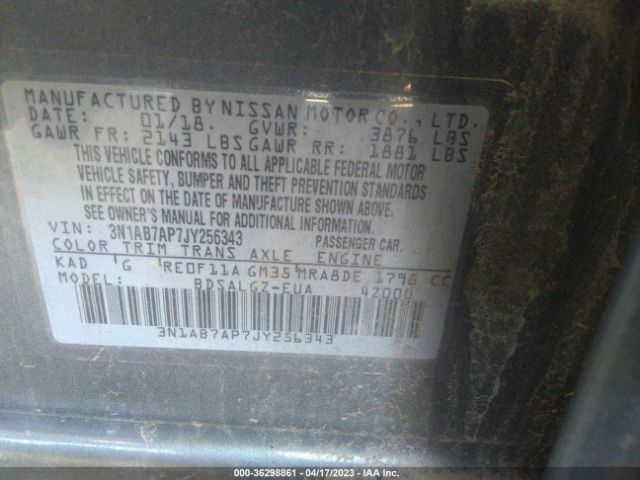 MANUFACTURED BY NISSAN MOTOR CO., LTD.
DATE: 01/18. GVWR: 3876 LBS
GAWR FR: 2143 LBS GAWR RR: 1881 LBS
THIS VEHICLE CONFORMS TO ALL APPLICABLE FEDERAL MOTOR
VEHICLE SAFETY, BUMPER AND THEFT PREVENTION STANDARDS
IN EFFECT ON THE DATE OF MANUFACTURE SHOWN ABOVE.
SEE OWNER'S MANUAL FOR ADDITIONAL INFORMATION.
VIN: 3N1AB7AP7JY256343 PASSENGER CAR.
COLOR TRIM TRANS AXLE ENGINE
KAD G RE0F11A GM35 MRA8DE 1796 CC
MODEL: BDSALGZ-EUA 4Z000
3N1AB7AP7JY256343
000-36298861 - 04/17/2023 - IAA Inc.